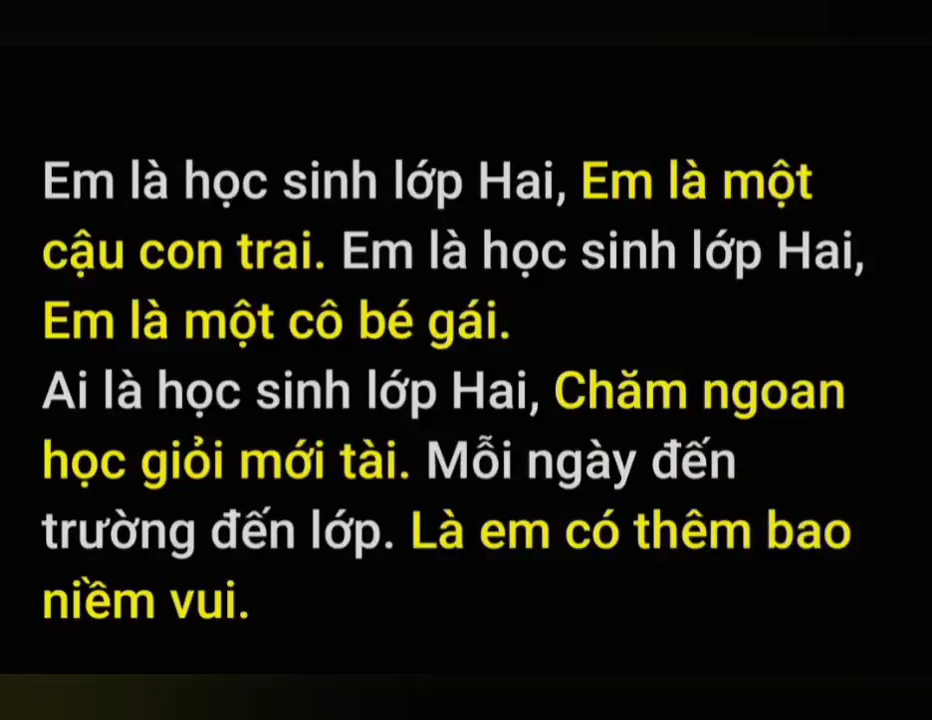 Em là học sinh lớp Hai, Em là một
cậu con trai. Em là học sinh lớp Hai,
Em là một cô bé gái.
Ai là học sinh lớp Hai, Chăm ngoan
học giỏi mới tài. Mỗi ngày đến
trường đến lớp. Là em có thêm bao
niềm vui.